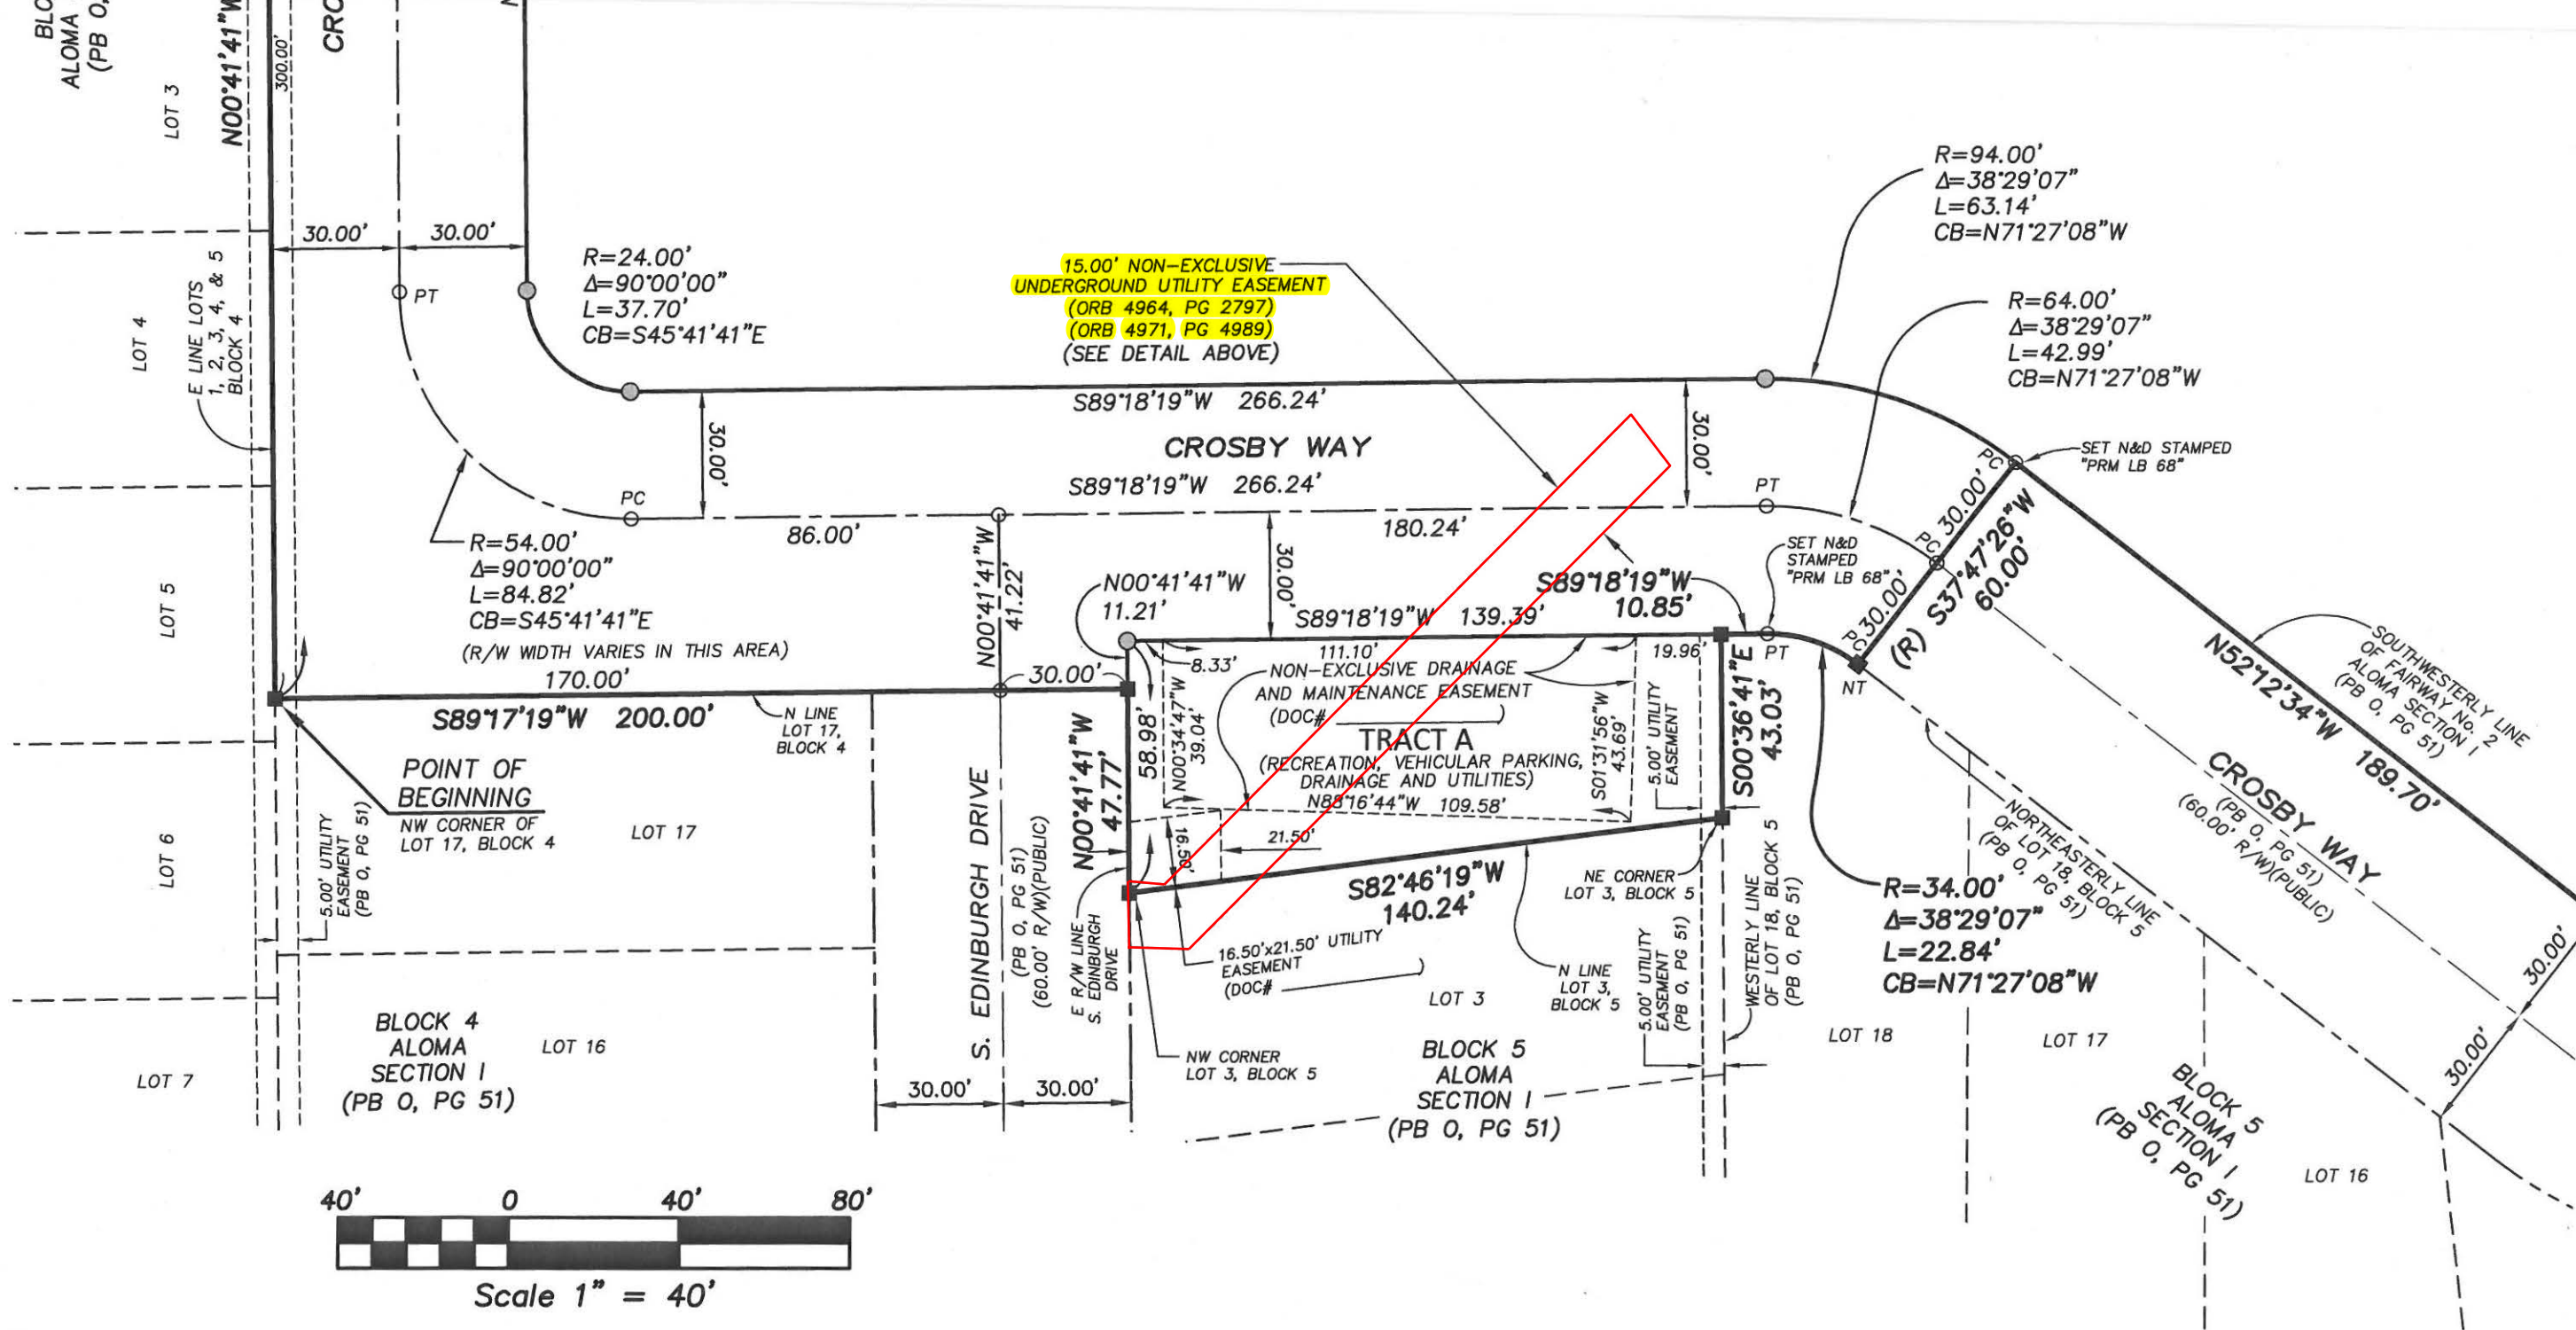 BLO
ALOMA
(PB O,
N00°41'41"W
300.00'
CRO
LOT 3
R=94.00'
Δ=38°29'07"
L=63.14'
CB=N71°27'08"W
30.00'
30.00'
E LINE LOTS
1, 2, 3, 4, & 5
BLOCK 4
LOT 4
PT
R=24.00'
Δ=90°00'00"
L=37.70'
CB=S45°41'41"E
15.00' NON-EXCLUSIVE
UNDERGROUND UTILITY EASEMENT
(ORB 4964, PG 2797)
(ORB 4971, PG 4989)
(SEE DETAIL ABOVE)
R=64.00'
Δ=38°29'07"
L=42.99'
CB=N71°27'08"W
S89°18'19"W 266.24'
30.00'
CROSBY WAY
30.00'
SET N&D STAMPED
"PRM LB 68"
PC
S89°18'19"W 266.24'
PC
PT
86.00'
180.24'
R=54.00'
Δ=90°00'00"
L=84.82'
CB=S45°41'41"E
(R/W WIDTH VARIES IN THIS AREA)
N00°41'41"W
41.22'
N00°41'41"W
11.21'
30.00'
S89°18'19"W
10.85'
SET N&D
STAMPED
"PRM LB 68"
PC
30.00'
30.00'
PC
(R) S37°47'26"W
60.00'
S89°18'19"W 139.39'
LOT 5
170.00'
30.00'
8.33'
111.10'
19.96'
PT
NT
SOUTHWESTERLY LINE
OF FAIRWAY No. 2
ALOMA SECTION I
(PB O, PG 51)
N52°12'34"W 189.70'
S89°17'19"W 200.00'
N LINE
LOT 17,
BLOCK 4
NON-EXCLUSIVE DRAINAGE
AND MAINTENANCE EASEMENT
(DOC# )
TRACT A
(RECREATION, VEHICULAR PARKING,
DRAINAGE AND UTILITIES)
N88°16'44"W 109.58'
N00°41'41"W
47.77'
58.98'
N00°34'47"W
39.04'
S01°31'56"W
43.69'
5.00' UTILITY
EASEMENT
S00°36'41"E
43.03'
POINT OF
BEGINNING
NW CORNER OF
LOT 17, BLOCK 4
LOT 17
LOT 6
5.00' UTILITY
EASEMENT
(PB O, PG 51)
S. EDINBURGH DRIVE
(PB O, PG 51)
(60.00' R/W)(PUBLIC)
E R/W LINE
S. EDINBURGH
DRIVE
16.50'
21.50'
S82°46'19"W
140.24'
NE CORNER
LOT 3, BLOCK 5
CROSBY WAY
(PB O, PG 51)
(60.00' R/W)(PUBLIC)
NORTHEASTERLY LINE
OF LOT 18, BLOCK 5
(PB O, PG 51)
R=34.00'
Δ=38°29'07"
L=22.84'
CB=N71°27'08"W
16.50'x21.50' UTILITY
EASEMENT
(DOC# )
N LINE
LOT 3,
BLOCK 5
5.00' UTILITY
EASEMENT
(PB O, PG 51)
WESTERLY LINE
OF LOT 18, BLOCK 5
(PB O, PG 51)
LOT 3
30.00'
30.00'
BLOCK 4
ALOMA
SECTION I
(PB O, PG 51)
LOT 16
LOT 7
30.00'
30.00'
NW CORNER
LOT 3, BLOCK 5
BLOCK 5
ALOMA
SECTION I
(PB O, PG 51)
LOT 18
LOT 17
BLOCK 5
ALOMA
SECTION I
(PB O, PG 51)
LOT 16
40' 0 40' 80'
Scale 1" = 40'